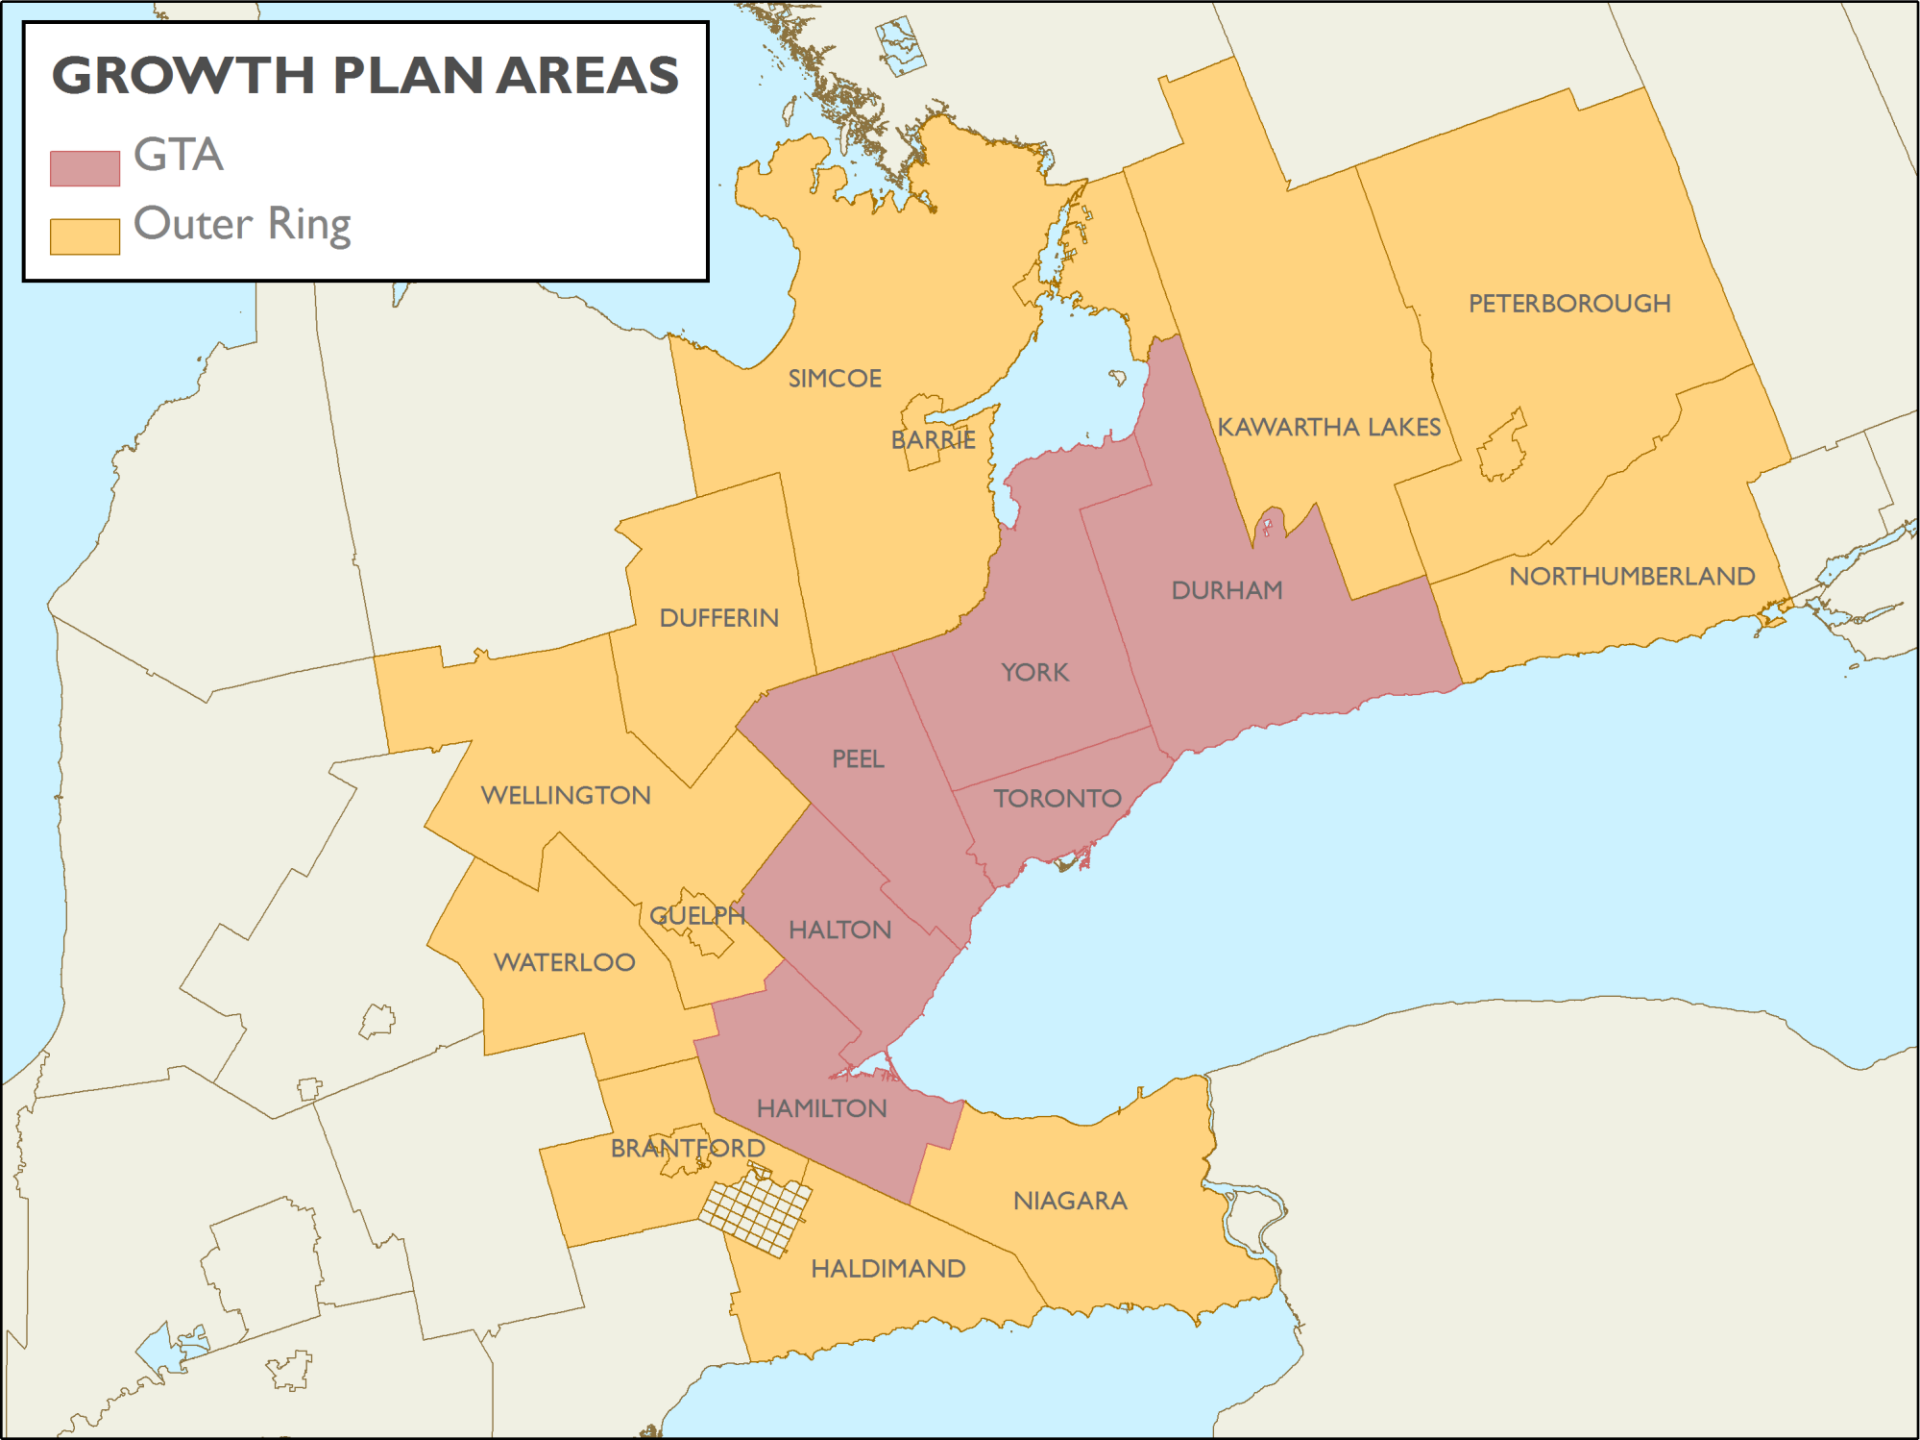 GROWTH PLAN AREAS
GTA
Outer Ring
PETERBOROUGH
SIMCOE
KAWARTHA LAKES
BARRIE
NORTHUMBERLAND
DURHAM
DUFFERIN
YORK
PEEL
WELLINGTON
TORONTO
GUELPH
HALTON
WATERLOO
HAMILTON
BRANTFORD
NIAGARA
HALDIMAND